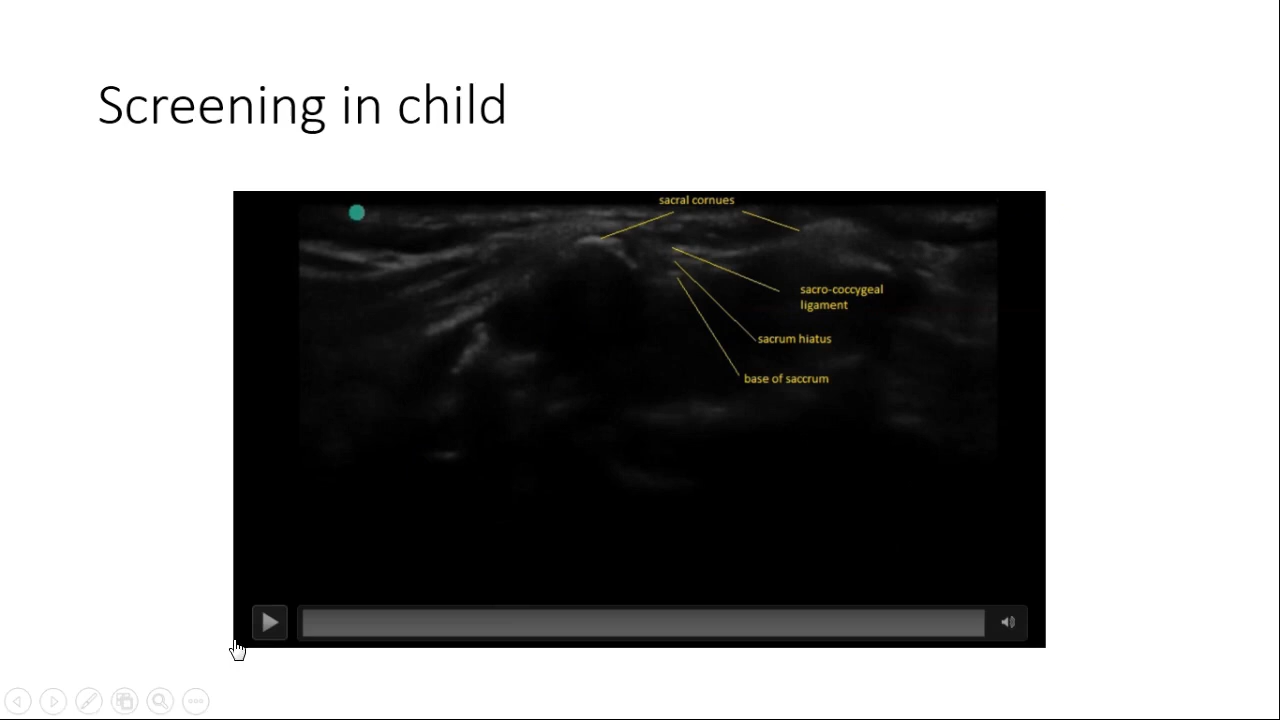 Screening in child
sacral cornues
sacro-coccygeal
ligament
sacrum hiatus
base of saccrum